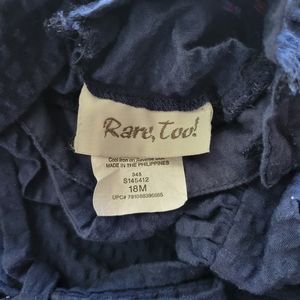 Rare, Too!
Cool Iron on Reverse Side
MADE IN THE PHILIPPINES
343
S145412
18M